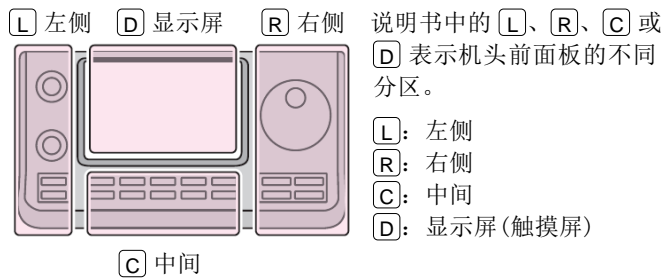 L 左侧 D 显示屏 R 右侧
C 中间
说明书中的 L、R、C 或
D 表示机头前面板的不同
分区。
L：左侧
R：右侧
C：中间
D：显示屏(触摸屏)